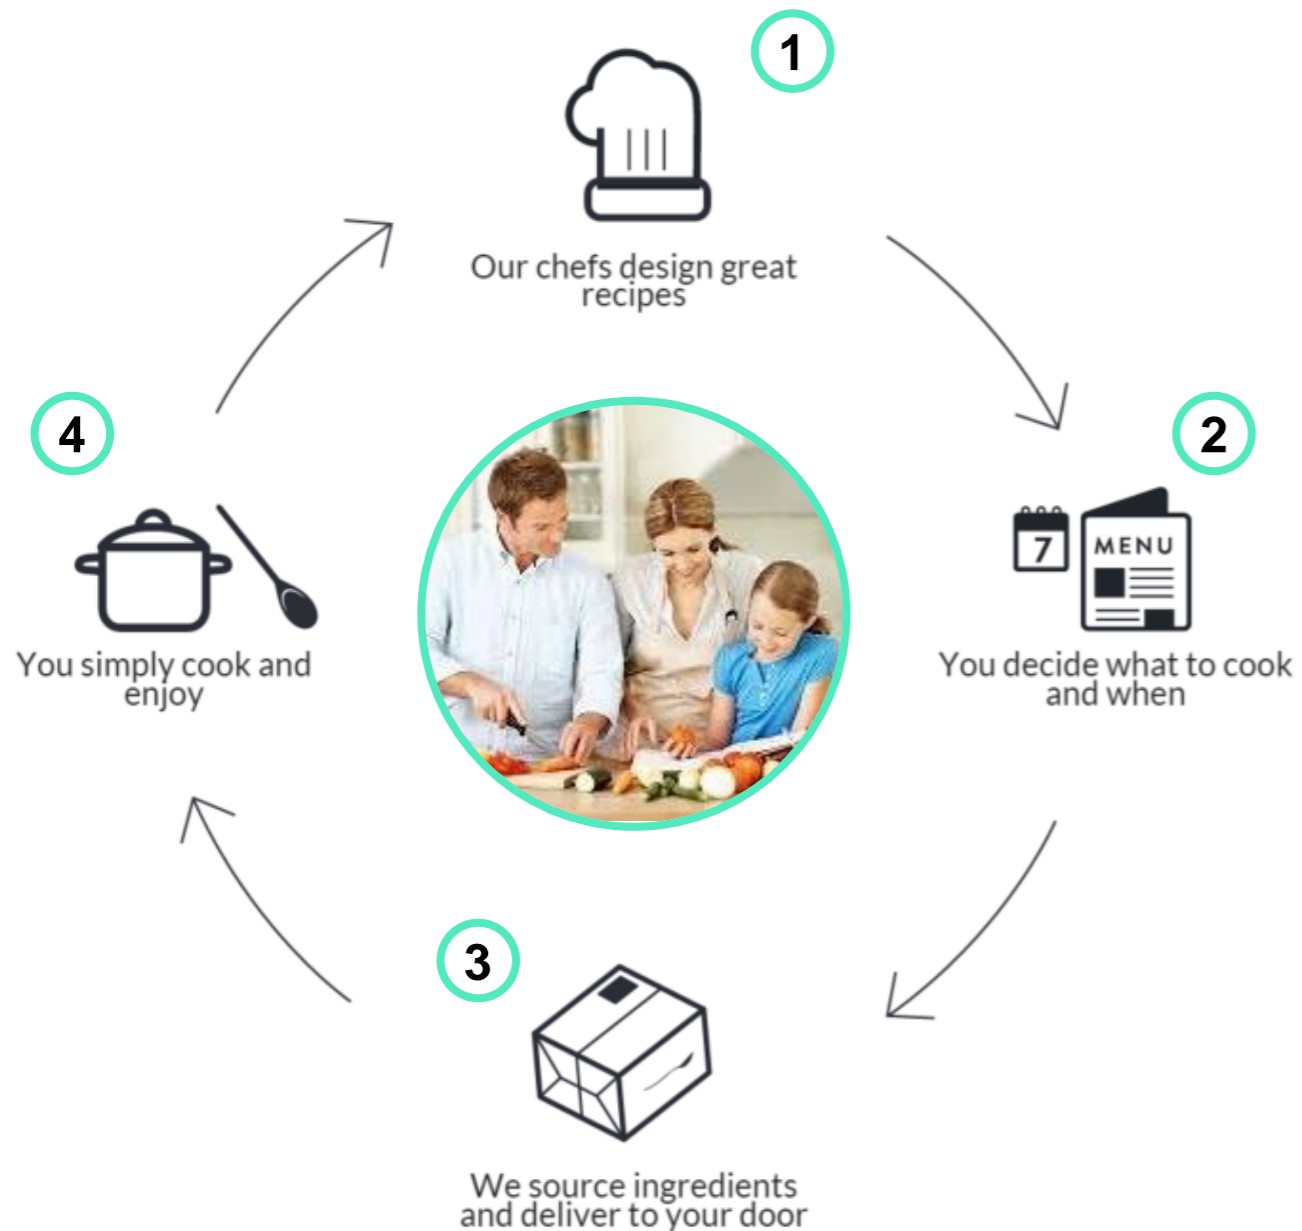 1
Our chefs design great
recipes
2
7
MENU
You decide what to cook
and when
3
We source ingredients
and deliver to your door
4
You simply cook and
enjoy